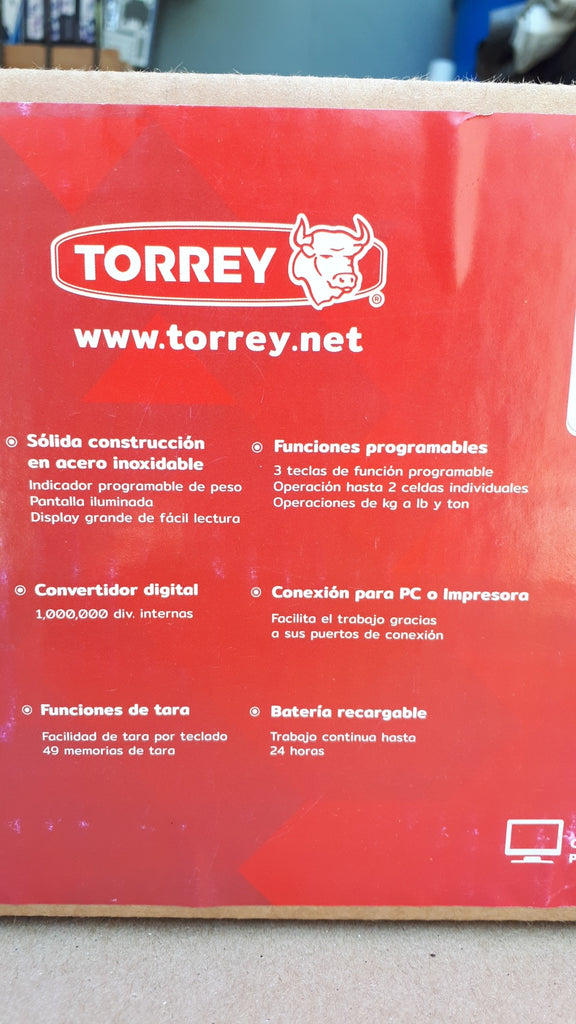 TORREY
®
www.torrey.net
Sólida construcción
en acero inoxidable
Indicador programable de peso
Pantalla iluminada
Display grande de fácil lectura
Funciones programables
3 teclas de función programable
Operación hasta 2 celdas individuales
Operaciones de kg a lb y ton
Convertidor digital
1,000,000 div. internas
Conexión para PC o Impresora
Facilita el trabajo gracias
a sus puertos de conexión
Funciones de tara
Facilidad de tara por teclado
49 memorias de tara
Batería recargable
Trabajo continua hasta
24 horas